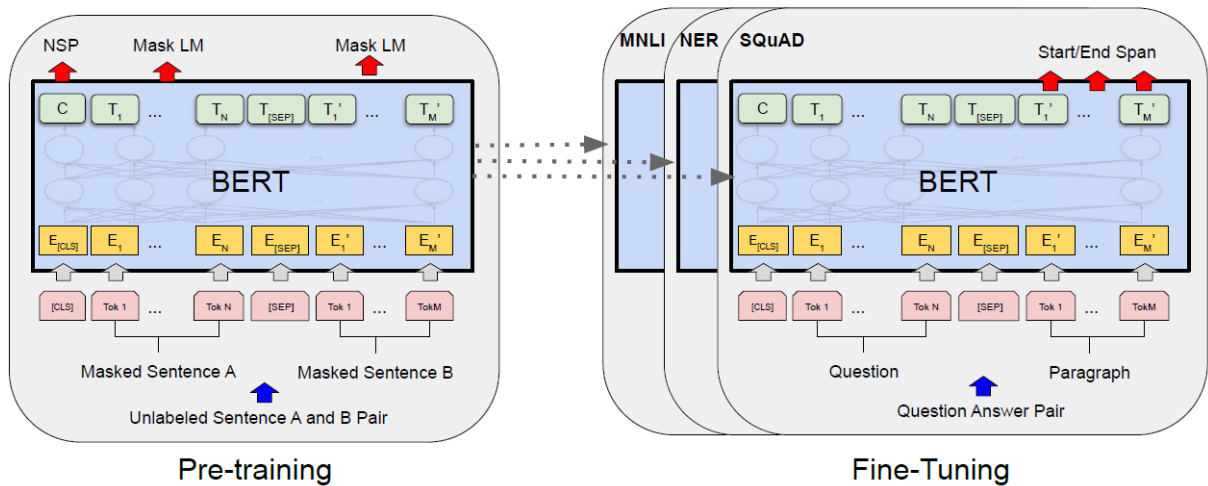 NSP Mask LM Mask LM
C T1 ... TN T[SEP] T1' ... TM'
...
...
BERT
E[CLS] E1 ... EN E[SEP] E1' ... EM'
[CLS] Tok 1 ... Tok N [SEP] Tok 1 ... TokM
Masked Sentence A Masked Sentence B
Unlabeled Sentence A and B Pair
Pre-training
MNLI NER SQuAD
Start/End Span
C T1 ... TN T[SEP] T1' ... TM'
...
...
BERT
E[CLS] E1 ... EN E[SEP] E1' ... EM'
[CLS] Tok 1 ... Tok N [SEP] Tok 1 ... TokM
Question Paragraph
Question Answer Pair
Fine-Tuning